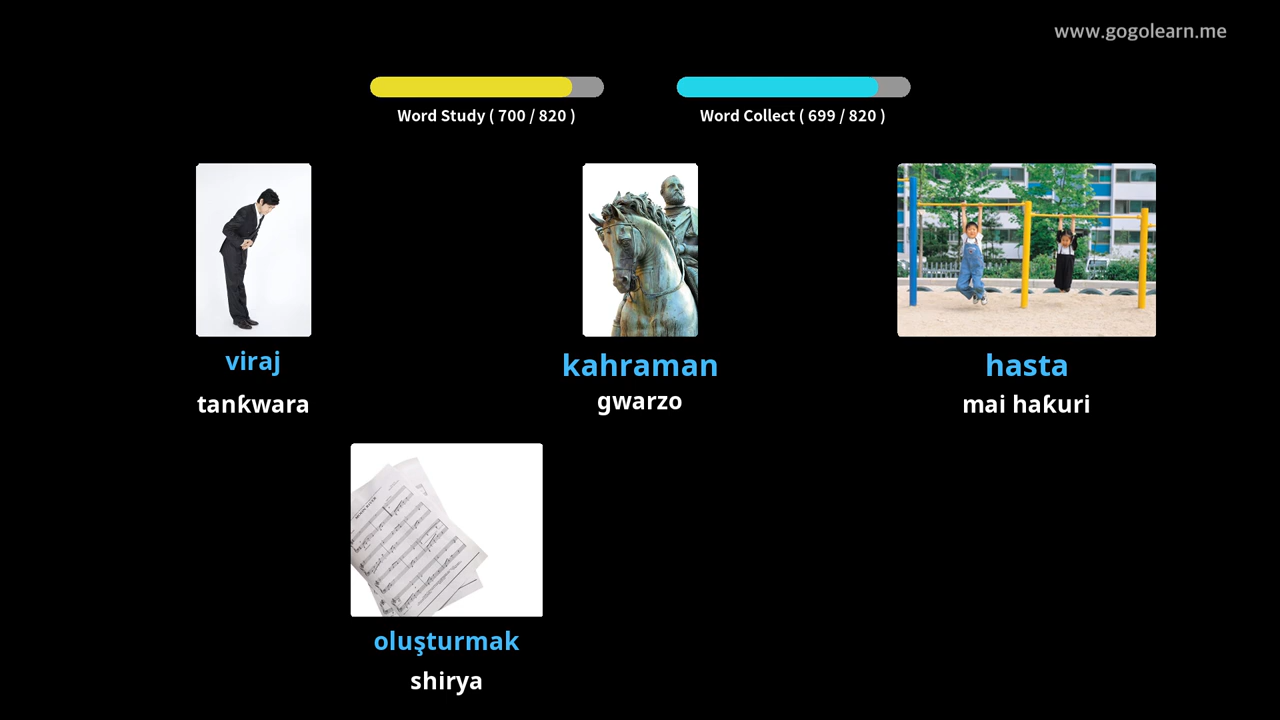 www.gogolearn.me
Word Study ( 700 / 820 )
Word Collect ( 699 / 820 )
viraj
kahraman
hasta
tanƙwara
gwarzo
mai haƙuri
oluşturmak
shirya